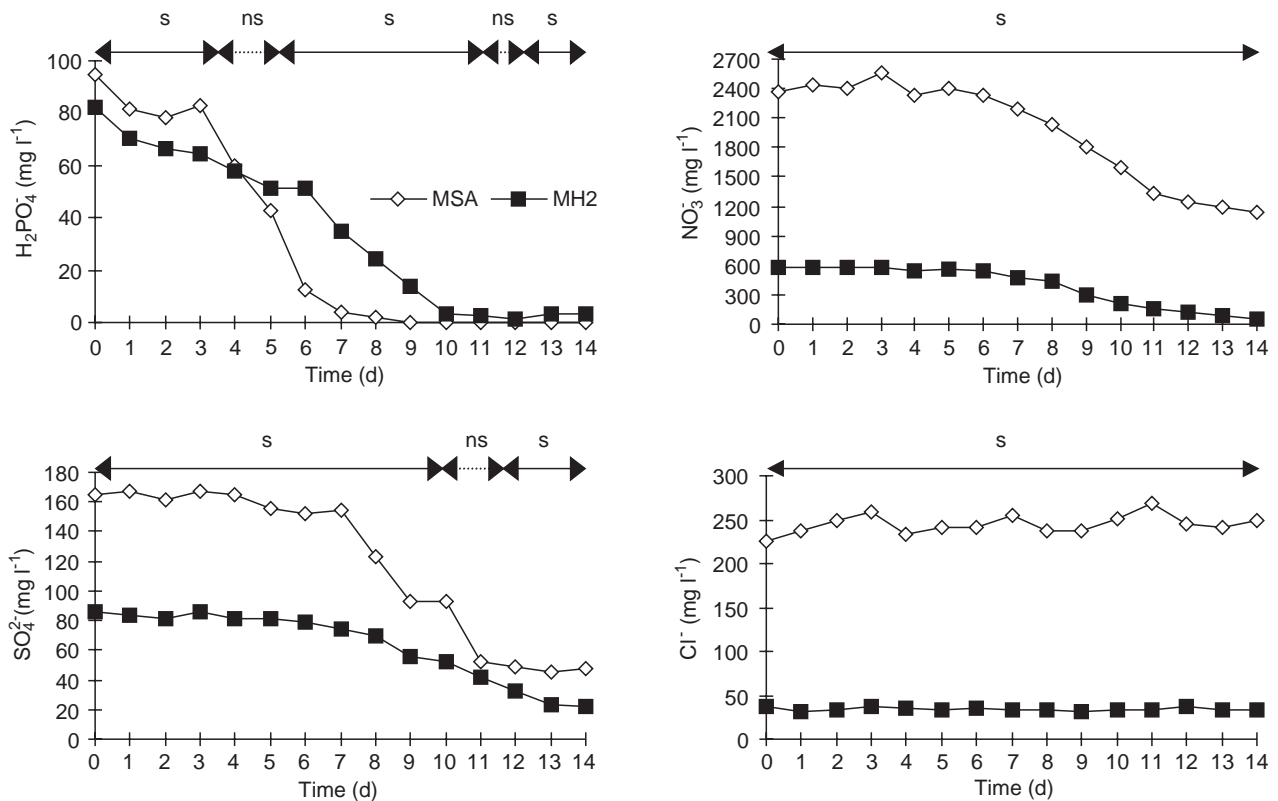 s ns s ns s
100
80
60
40
20
0
H₂PO₄⁻ (mg l⁻¹)
MSA MH2
0 1 2 3 4 5 6 7 8 9 10 11 12 13 14
Time (d)
s
2700
2400
2100
1800
1500
1200
900
600
300
0
NO₃⁻ (mg l⁻¹)
0 1 2 3 4 5 6 7 8 9 10 11 12 13 14
Time (d)
s ns s
180
160
140
120
100
80
60
40
20
0
SO₄²⁻ (mg l⁻¹)
0 1 2 3 4 5 6 7 8 9 10 11 12 13 14
Time (d)
s
300
250
200
150
100
50
0
Cl⁻ (mg l⁻¹)
0 1 2 3 4 5 6 7 8 9 10 11 12 13 14
Time (d)